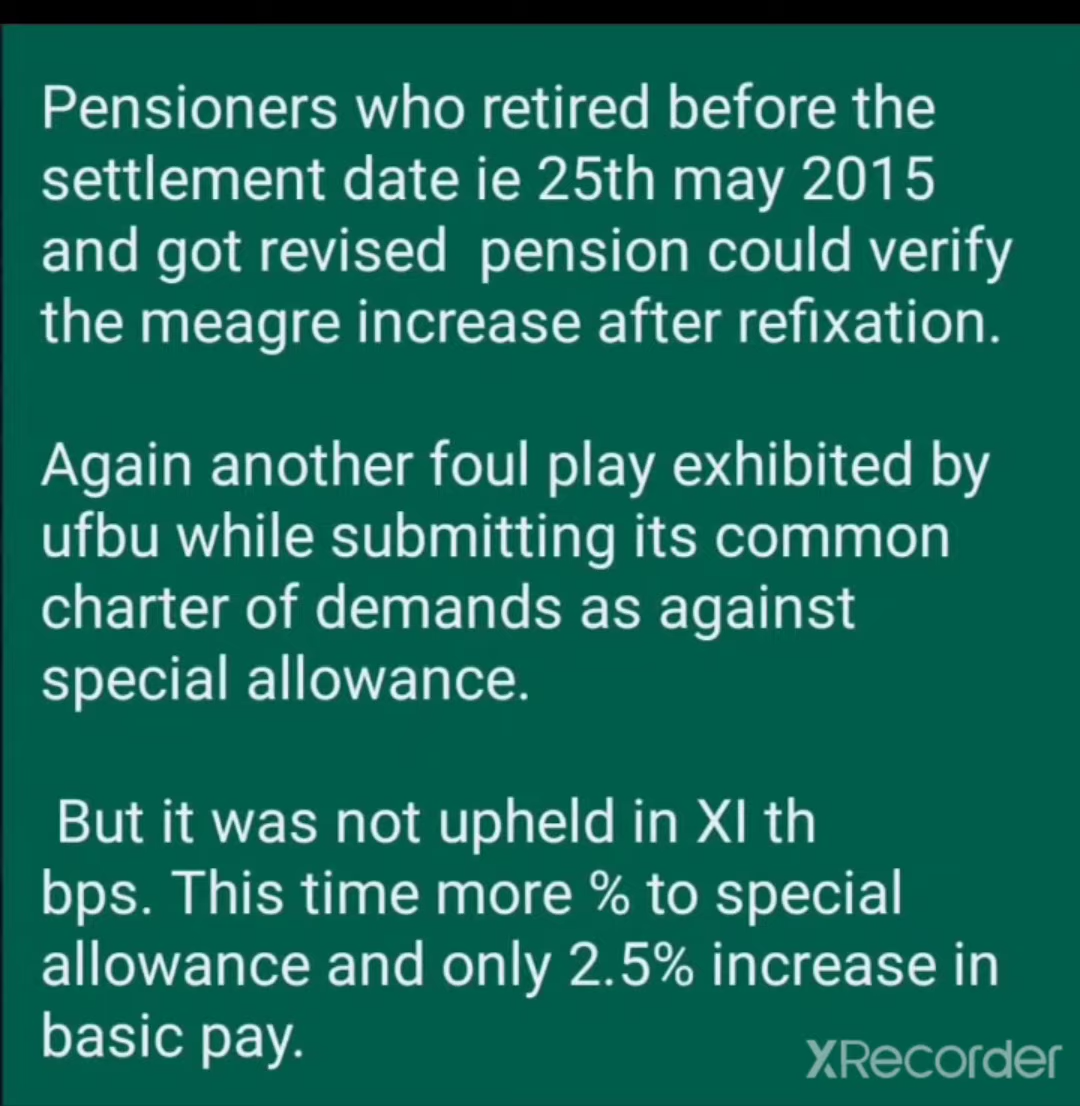 Pensioners who retired before the
settlement date ie 25th may 2015
and got revised  pension could verify
the meagre increase after refixation.
Again another foul play exhibited by
ufbu while submitting its common
charter of demands as against
special allowance.
But it was not upheld in XI th
bps. This time more % to special
allowance and only 2.5% increase in
basic pay.
XRecorder